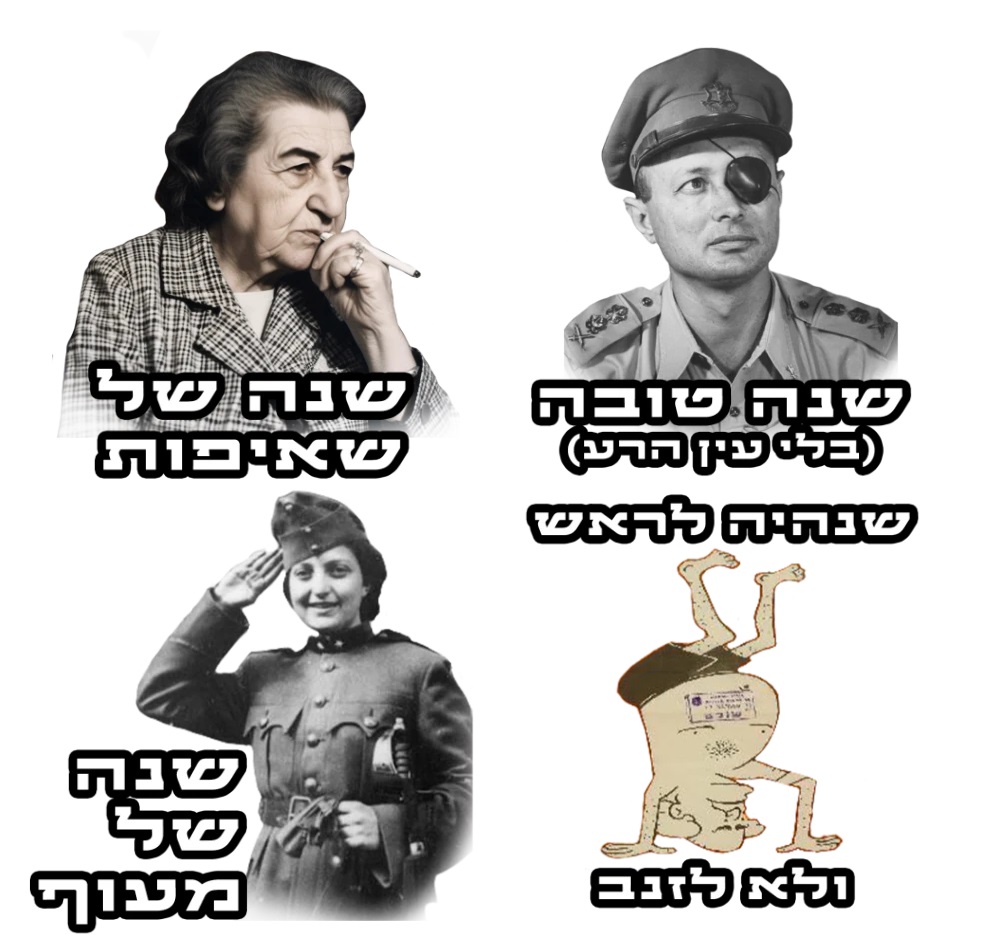 שנה של
שאיפות
שנה טובה
(בלי עין הרע)
שנה
של
מעוף
שנהיה לראש
ולא לזנב